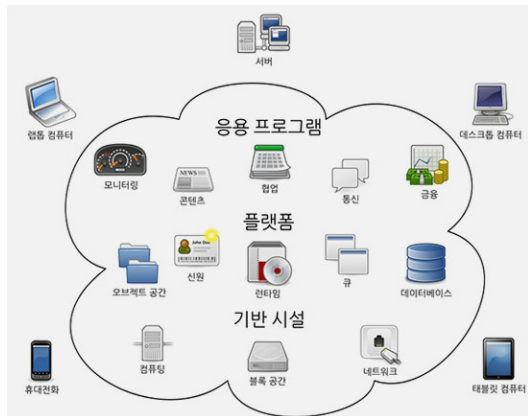 서버
랩톱 컴퓨터
데스크톱 컴퓨터
응용 프로그램
모니터링
NEWS
콘텐츠
협업
통신
금융
플랫폼
John Doe
오브젝트 공간
신원
런타임
큐
데이터베이스
기반 시설
컴퓨팅
블록 공간
네트워크
휴대전화
태블릿 컴퓨터